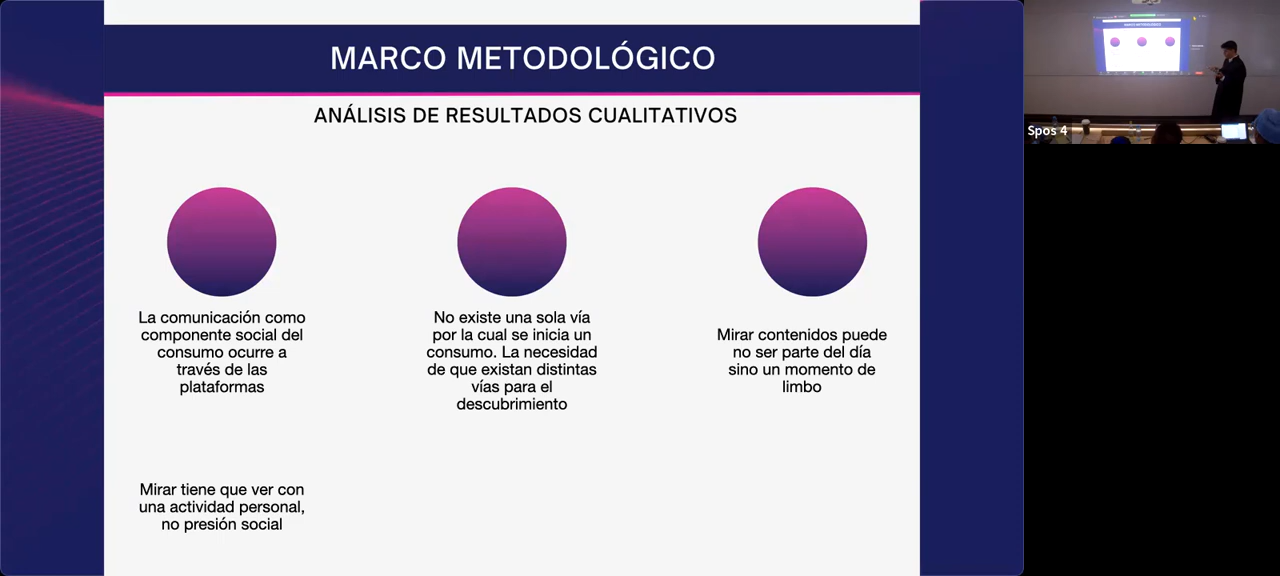 MARCO METODOLÓGICO
ANÁLISIS DE RESULTADOS CUALITATIVOS
La comunicación como
componente social del
consumo ocurre a
través de las
plataformas
No existe una sola vía
por la cual se inicia un
consumo. La necesidad
de que existan distintas
vías para el
descubrimiento
Mirar contenidos puede
no ser parte del día
sino un momento de
limbo
Mirar tiene que ver con
una actividad personal,
no presión social
Spos 4